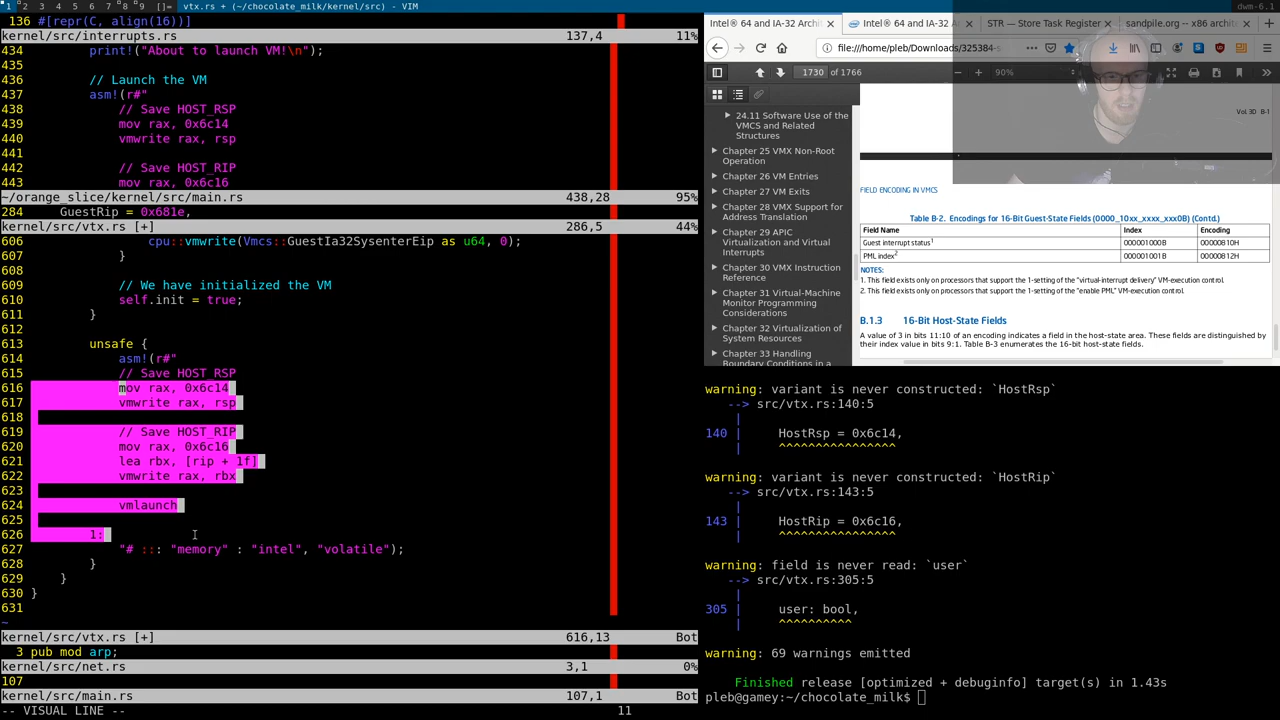 1 2 3 4 5 6 7 8 9 []= vtx.rs + (~/chocolate_milk/kernel/src) - VIM dwm-6.1
136 #[repr(C, align(16))]
kernel/src/interrupts.rs 137,4 11%
434 print!("About to launch VM!\n");
435
436 // Launch the VM
437 asm!(r#"
438 // Save HOST_RSP
439 mov rax, 0x6c14
440 vmwrite rax, rsp
441
442 // Save HOST_RIP
443 mov rax, 0x6c16
~/orange_slice/kernel/src/main.rs 438,28 95%
284 GuestRip = 0x681e,
kernel/src/vtx.rs [+] 286,5 44%
606 cpu::vmwrite(Vmcs::GuestIa32SysenterEip as u64, 0);
607 }
608
609 // We have initialized the VM
610 self.init = true;
611 }
612
613 unsafe {
614 asm!(r#"
615 // Save HOST_RSP
616 mov rax, 0x6c14
617 vmwrite rax, rsp
618
619 // Save HOST_RIP
620 mov rax, 0x6c16
621 lea rbx, [rip + 1f]
622 vmwrite rax, rbx
623
624 vmlaunch
625
626 1:
627 "# ::: "memory" : "intel", "volatile");
628 }
629 }
630 }
631
~
kernel/src/vtx.rs [+] 616,13 Bot
3 pub mod arp;
kernel/src/net.rs 3,1 0%
107
kernel/src/main.rs 107,1 Bot
-- VISUAL LINE -- 11
Intel® 64 and IA-32 Archit Intel® 64 and IA-32 A STR — Store Task Register sandpile.org -- x86 archite
file:///home/pleb/Downloads/325384-s
1730 of 1766 90%
24.11 Software Use of the
VMCS and Related
Structures
Chapter 25 VMX Non-Root
Operation
Chapter 26 VM Entries
Chapter 27 VM Exits
Chapter 28 VMX Support for
Address Translation
Chapter 29 APIC
Virtualization and Virtual
Interrupts
Chapter 30 VMX Instruction
Reference
Chapter 31 Virtual-Machine
Monitor Programming
Considerations
Chapter 32 Virtualization of
System Resources
Chapter 33 Handling
Boundary Conditions in a
Vol. 3D B-1
FIELD ENCODING IN VMCS
Table B-2. Encodings for 16-Bit Guest-State Fields (0000_10xx_xxxx_xxx0B) (Contd.)
Field Name Index Encoding
Guest interrupt status1 000001000B 00000810H
PML index2 000001001B 00000812H
NOTES:
1. This field exists only on processors that support the 1-setting of the "virtual-interrupt delivery" VM-execution control.
2. This field exists only on processors that support the 1-setting of the "enable PML" VM-execution control.
B.1.3 16-Bit Host-State Fields
A value of 3 in bits 11:10 of an encoding indicates a field in the host-state area. These fields are distinguished by
their index value in bits 9:1. Table B-3 enumerates the 16-bit host-state fields.
warning: variant is never constructed: `HostRsp`
--> src/vtx.rs:140:5
|
140 | HostRsp = 0x6c14,
| ^^^^^^^^^^^^^^^^
warning: variant is never constructed: `HostRip`
--> src/vtx.rs:143:5
|
143 | HostRip = 0x6c16,
| ^^^^^^^^^^^^^^^^
warning: field is never read: `user`
--> src/vtx.rs:305:5
|
305 | user: bool,
| ^^^^^^^^^^
warning: 69 warnings emitted
Finished release [optimized + debuginfo] target(s) in 1.43s
pleb@gamey:~/chocolate_milk$